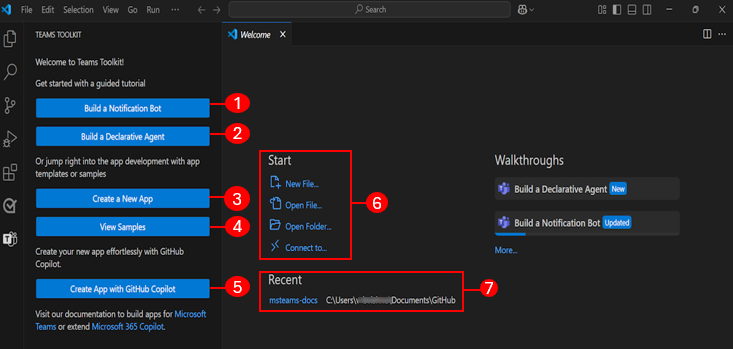 File Edit Selection View Go Run ...
Search
TEAMS TOOLKIT
Welcome to Teams Toolkit!
Get started with a guided tutorial
Build a Notification Bot
1
Build a Declarative Agent
2
Or jump right into the app development with app
templates or samples
Create a New App
3
View Samples
4
Create your new app effortlessly with GitHub
Copilot.
Create App with GitHub Copilot
5
Visit our documentation to build apps for Microsoft
Teams or extend Microsoft 365 Copilot.
Welcome
Start
New File...
Open File...
Open Folder...
Connect to...
6
Recent
msteams-docs C:\Users\ Documents\GitHub
7
Walkthroughs
Build a Declarative Agent New
Build a Notification Bot Updated
More...